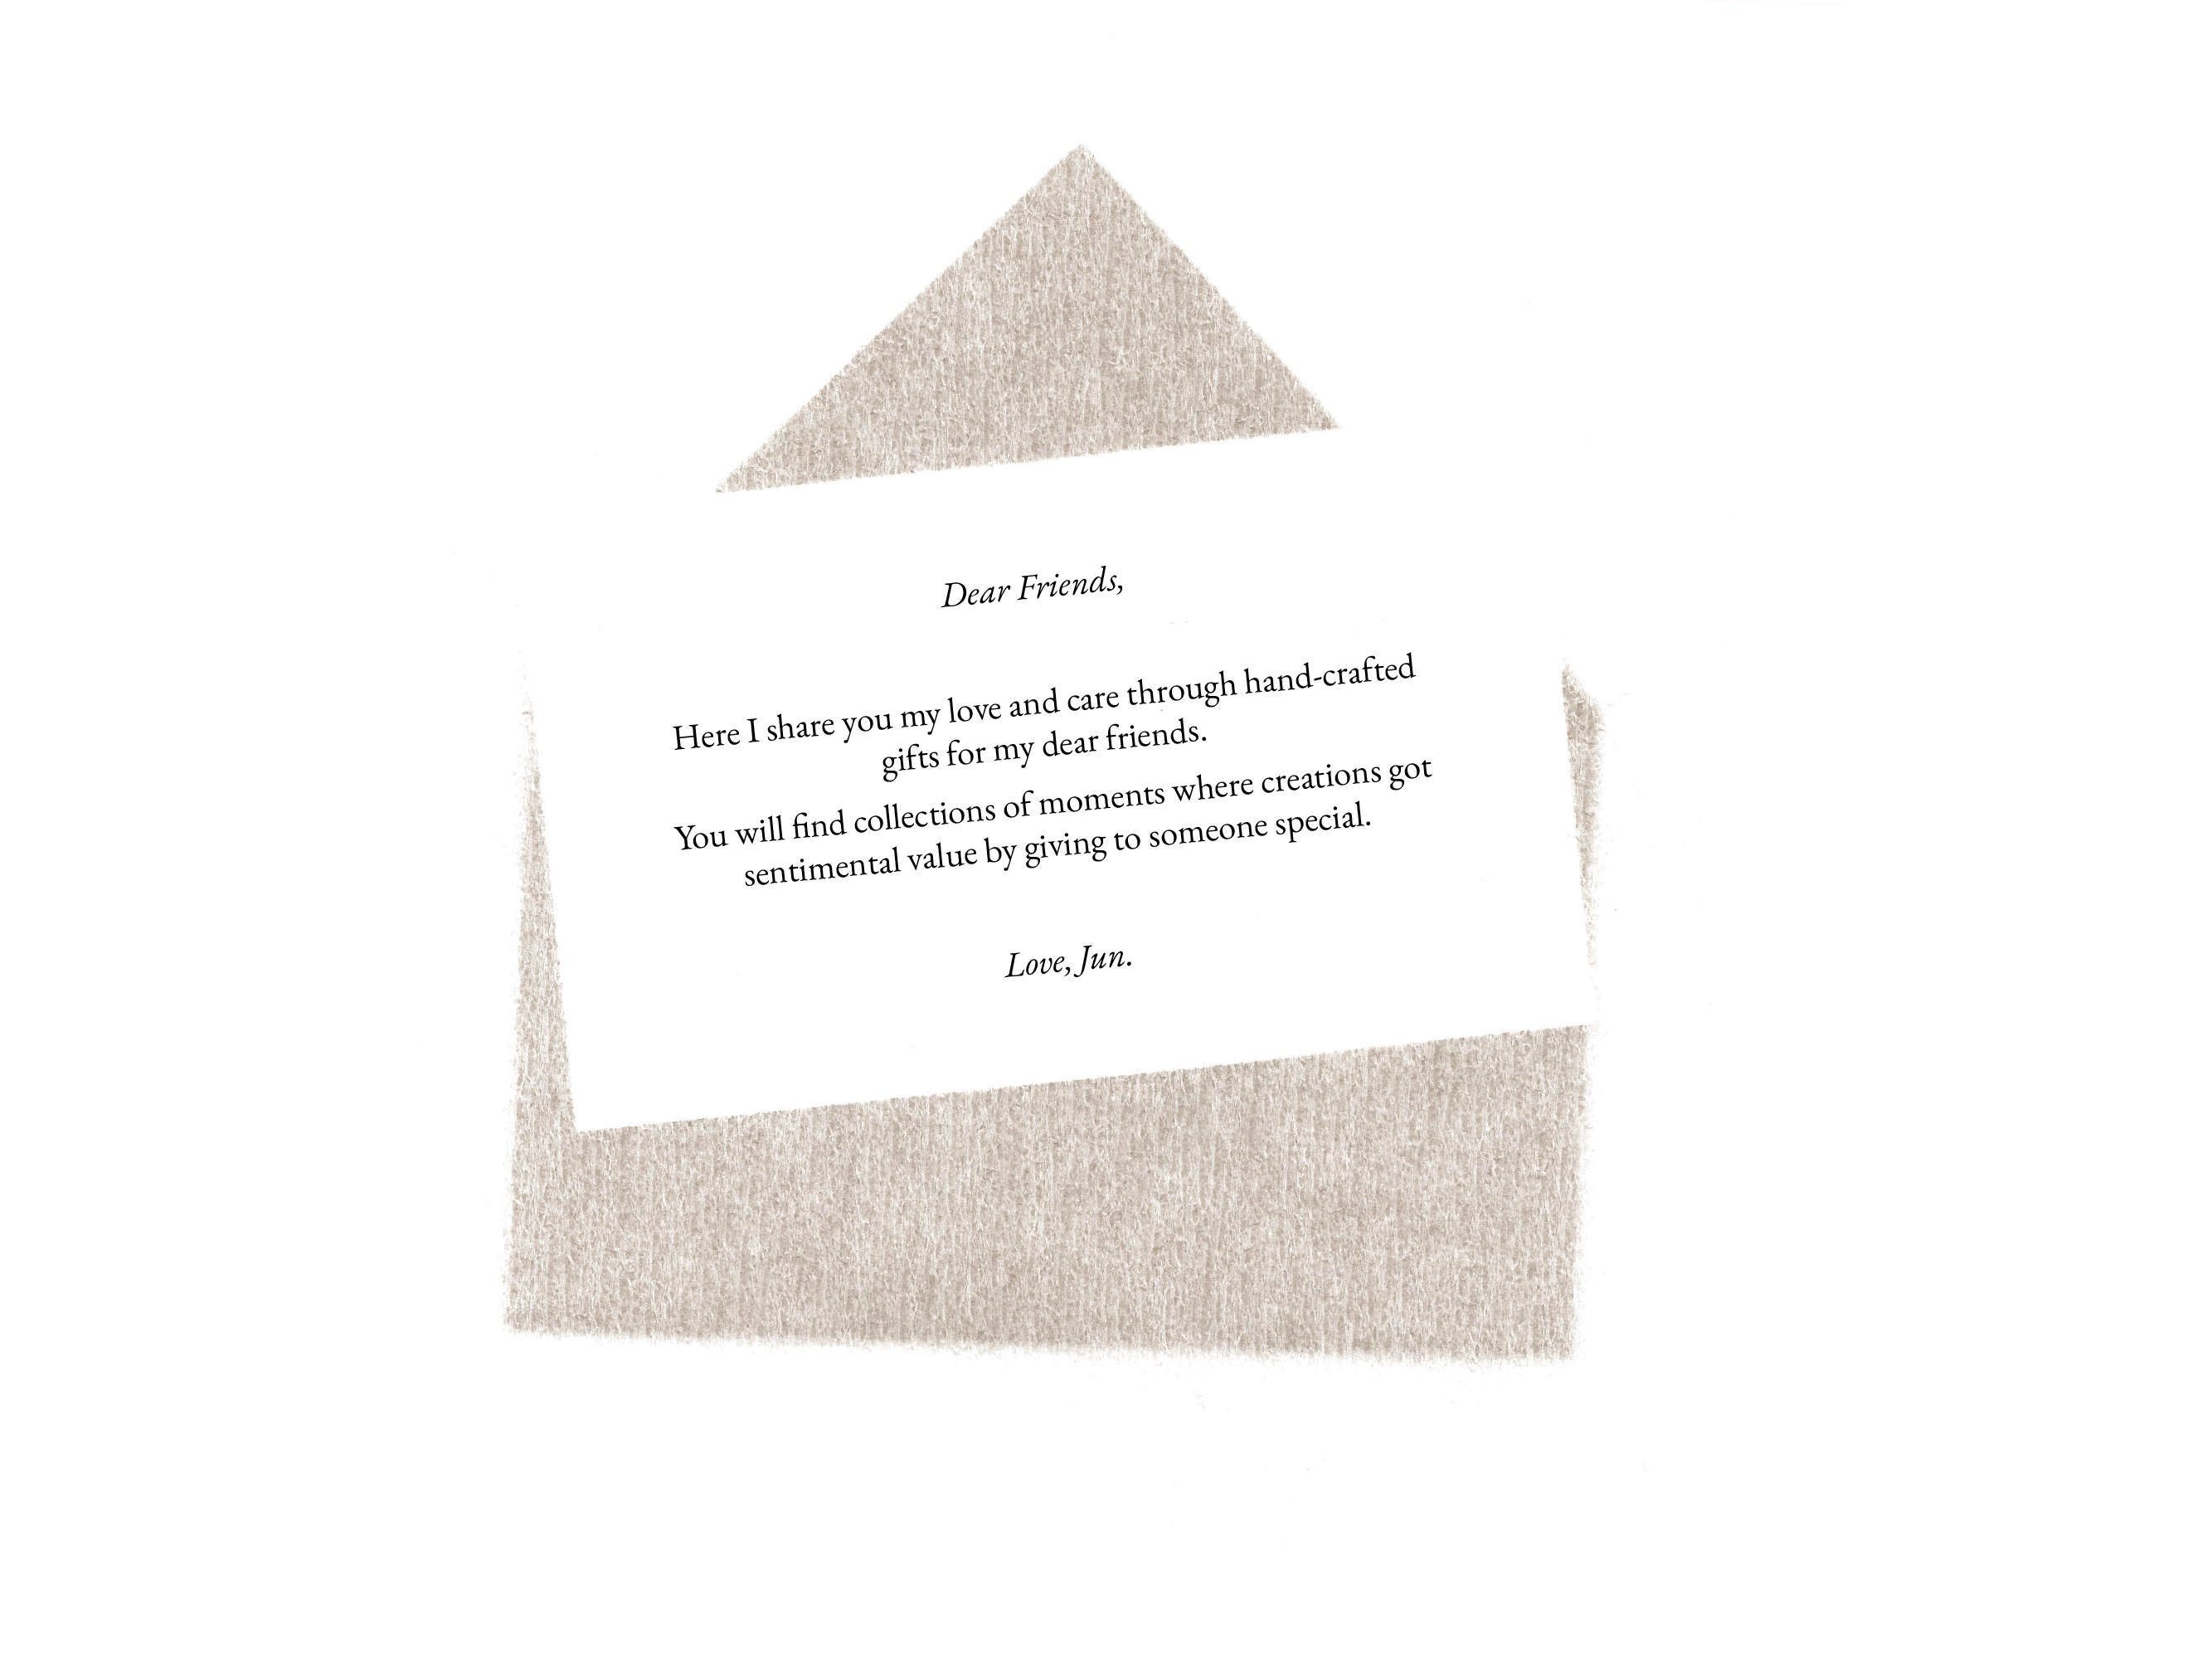 Dear Friends,
Here I share you my love and care through hand-crafted
gifts for my dear friends.
You will find collections of moments where creations got
sentimental value by giving to someone special.
Love, Jun.